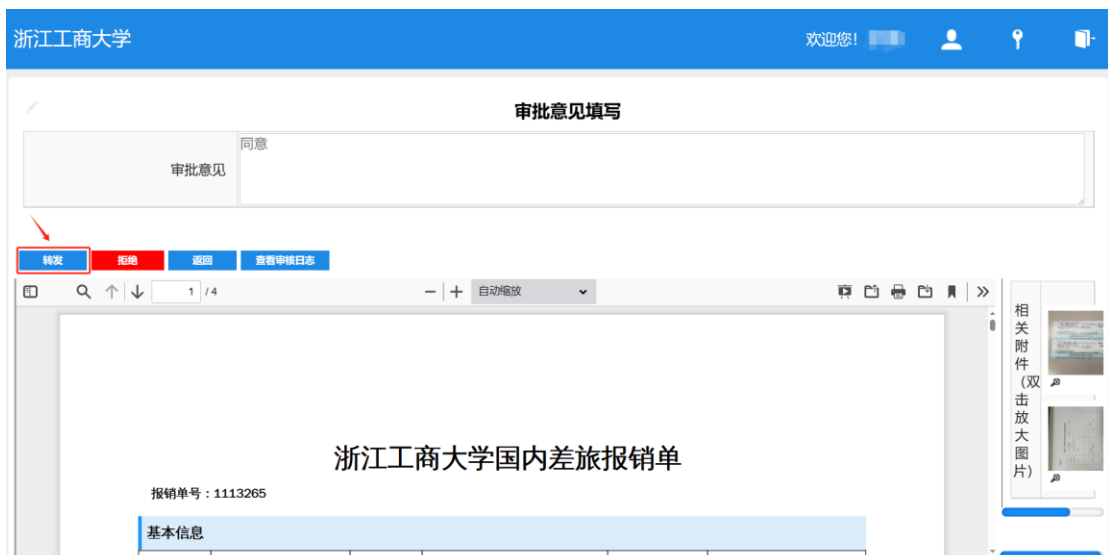 浙江工商大学
欢迎您!
审批意见填写
审批意见
同意
转发 拒绝 返回 查看审核日志
1 / 4
自动缩放
相关附件(双击放大图片)
浙江工商大学国内差旅报销单
报销单号:1113265
基本信息